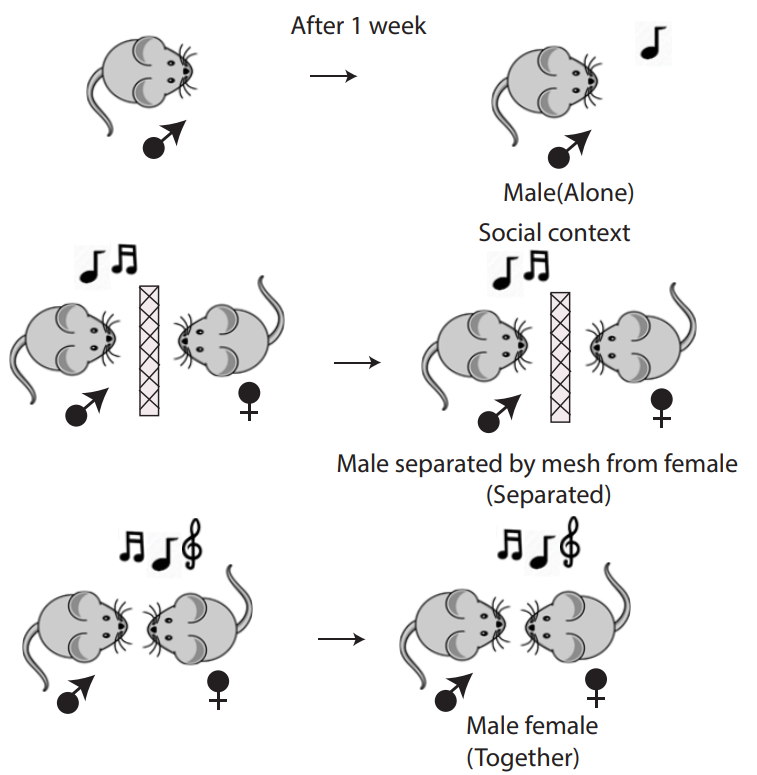 After 1 week
Male(Alone)
Social context
Male separated by mesh from female
(Separated)
Male female
(Together)